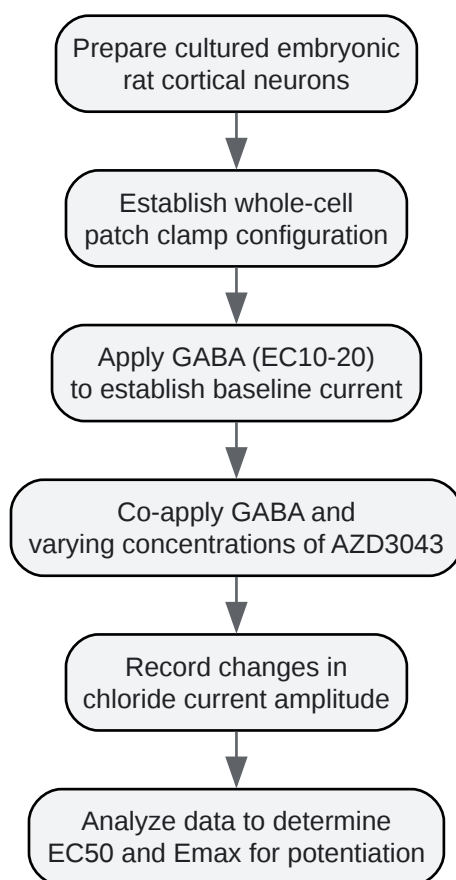 Prepare cultured embryonic
rat cortical neurons
Establish whole-cell
patch clamp configuration
Apply GABA (EC10-20)
to establish baseline current
Co-apply GABA and
varying concentrations of AZD3043
Record changes in
chloride current amplitude
Analyze data to determine
EC50 and Emax for potentiation